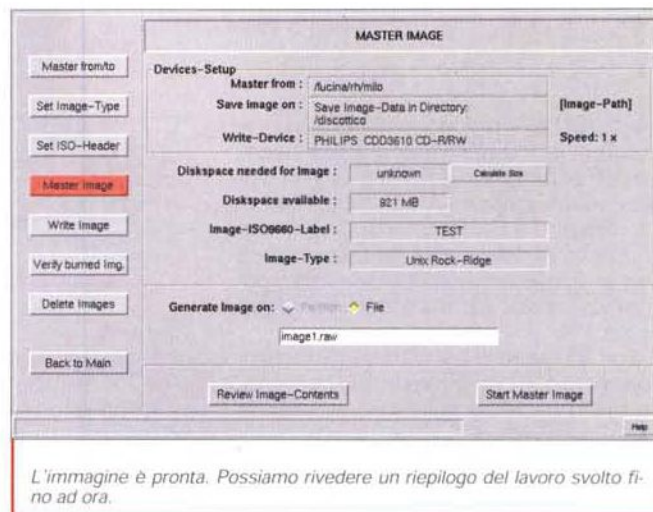 MASTER IMAGE
Master from/to
Set Image-Type
Set ISO-Header
Master Image
Write Image
Verify burned Img.
Delete Images
Back to Main
Devices-Setup
Master from : /lucina/rh/milo
Save Image on : Save Image-Data in Directory: [Image-Path]
/discottico
Write-Device : PHILIPS CDD3610 CD-R/RW Speed: 1 x
Diskspace needed for Image : unknown Calculate Size
Diskspace available : 821 MB
Image-ISO9660-Label : TEST
Image-Type : Unix Rock-Ridge
Generate Image on: Partition File
image1.raw
Review Image-Contents Start Master Image
Help
L'immagine è pronta. Possiamo rivedere un riepilogo del lavoro svolto fi-
no ad ora.